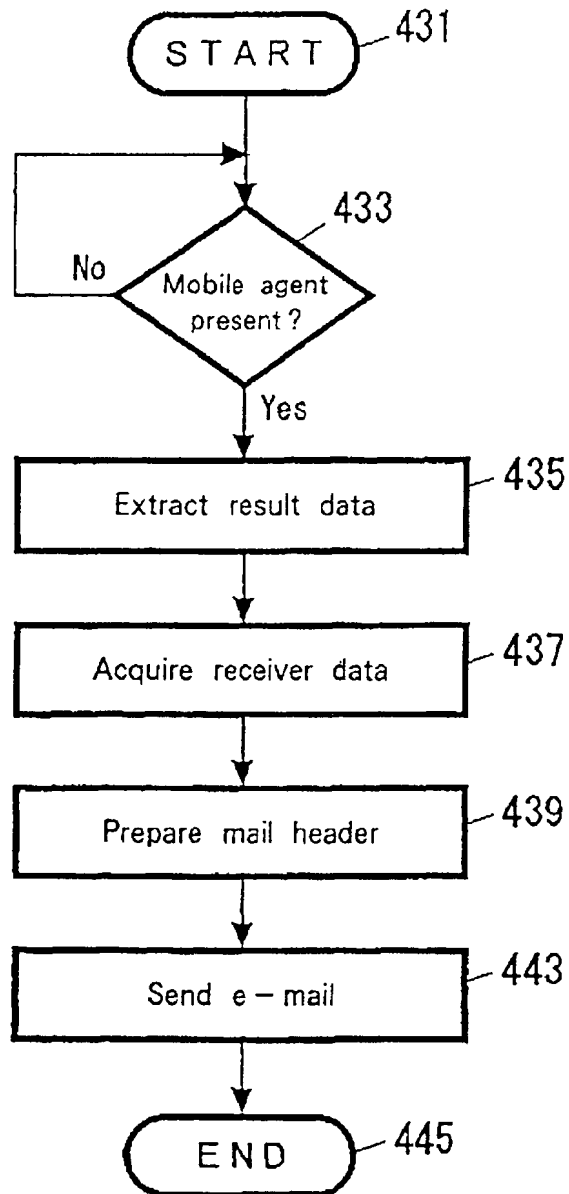 START
431
433
Mobile agent
present?
No
Yes
Extract result data
435
Acquire receiver data
437
Prepare mail header
439
Send e-mail
443
END
445